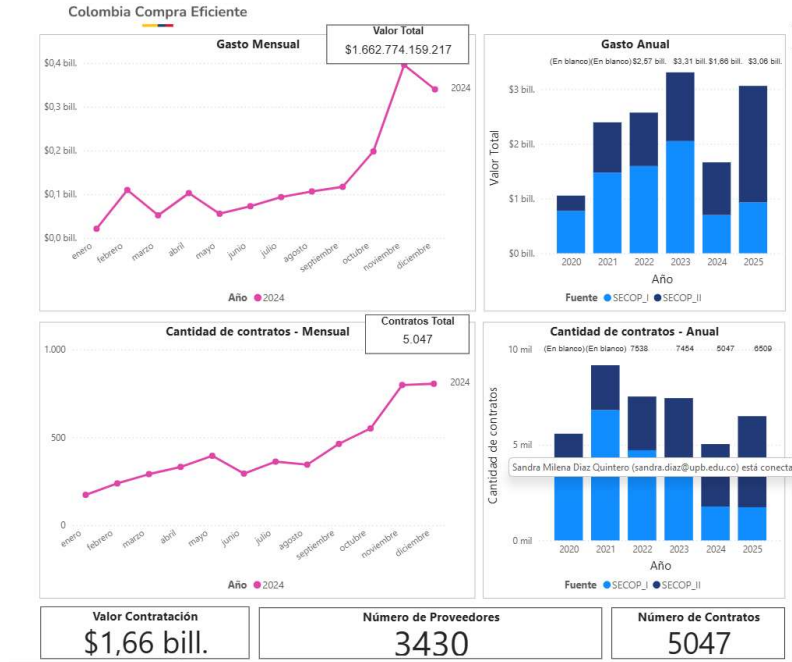 Colombia Compra Eficiente
Gasto Mensual
Valor Total
$1.662.774.159.217
$0,4 bill.
$0,3 bill.
$0,2 bill.
$0,1 bill.
$0,0 bill.
2024
enero febrero marzo abril mayo junio julio agosto septiembre octubre noviembre diciembre
Año 2024
Gasto Anual
(En blanco)(En blanco) $2,57 bill. $3,31 bill. $1,66 bill. $3,06 bill.
Valor Total
$3 bill.
$2 bill.
$1 bill.
$0 bill.
2020 2021 2022 2023 2024 2025
Año
Fuente SECOP_I SECOP_II
Cantidad de contratos - Mensual
Contratos Total
5.047
1.000
500
0
2024
enero febrero marzo abril mayo junio julio agosto septiembre octubre noviembre diciembre
Año 2024
Cantidad de contratos - Anual
(En blanco)(En blanco) 7538 7454 5047 6509
Cantidad de contratos
10 mil
5 mil
0 mil
Sandra Milena Diaz Quintero (sandra.diaz@upb.edu.co) está conecta
2020 2021 2022 2023 2024 2025
Año
Fuente SECOP_I SECOP_II
Valor Contratación
$1,66 bill.
Número de Proveedores
3430
Número de Contratos
5047